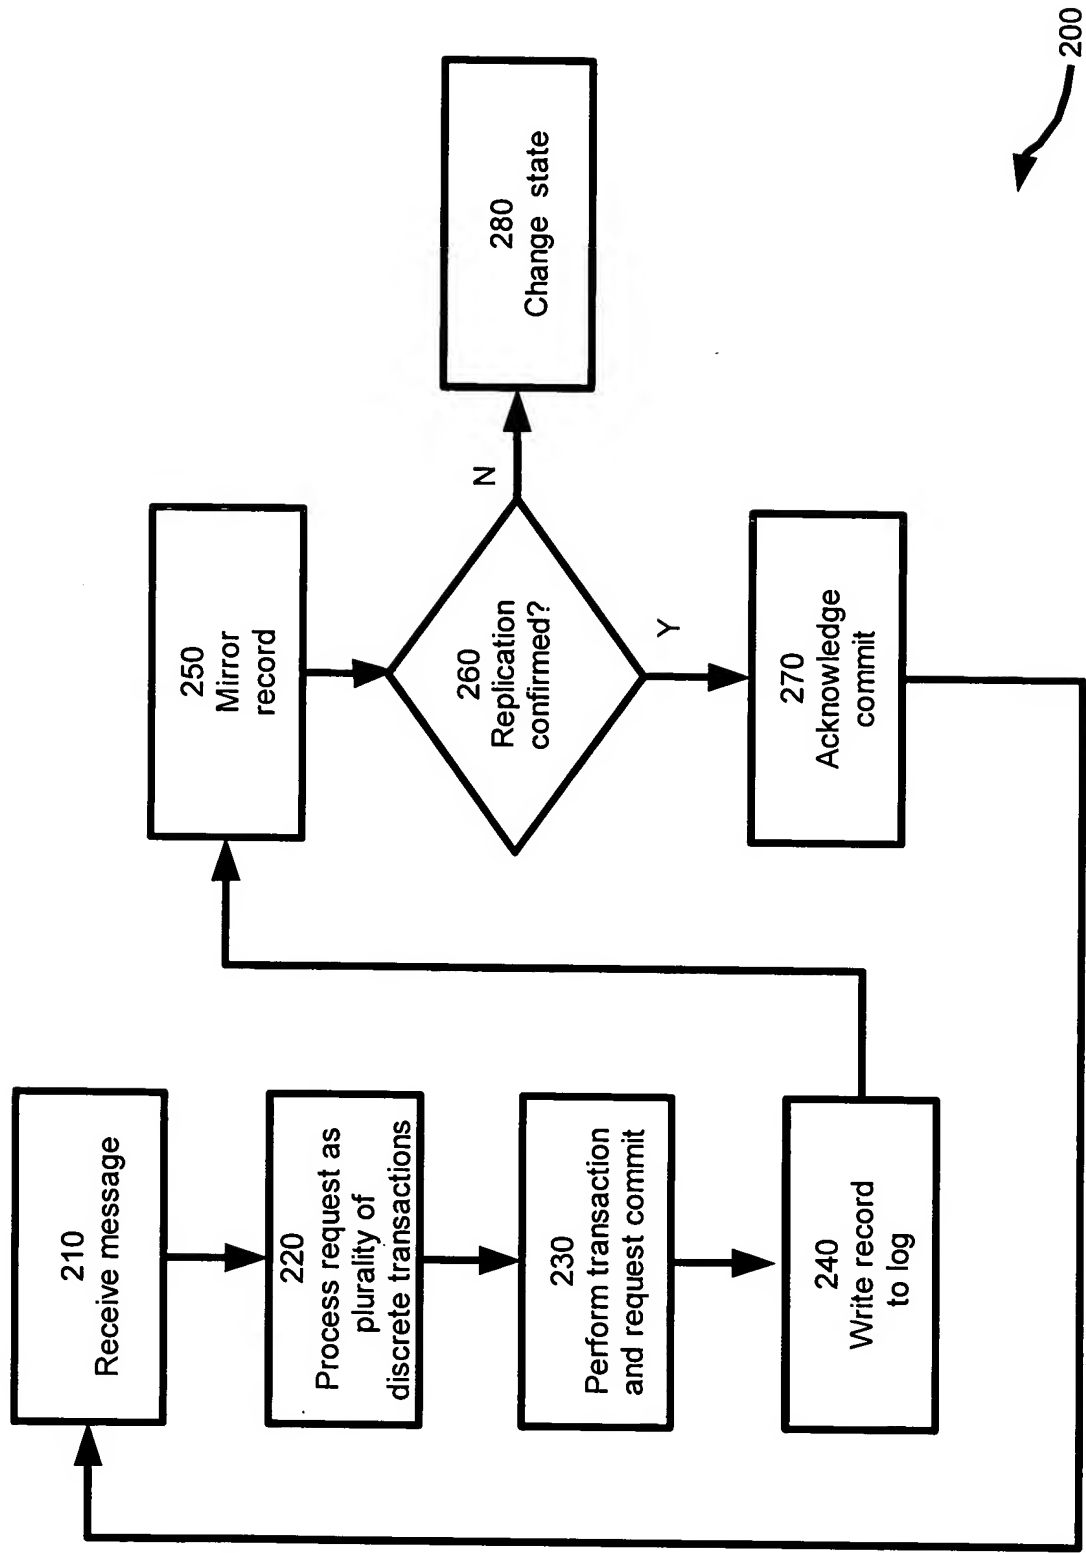 210
Receive message
220
Process request as
plurality of
discrete transactions
230
Perform transaction
and request commit
240
Write record
to log
250
Mirror
record
260
Replication
confirmed?
N
Y
270
Acknowledge
commit
280
Change state
200